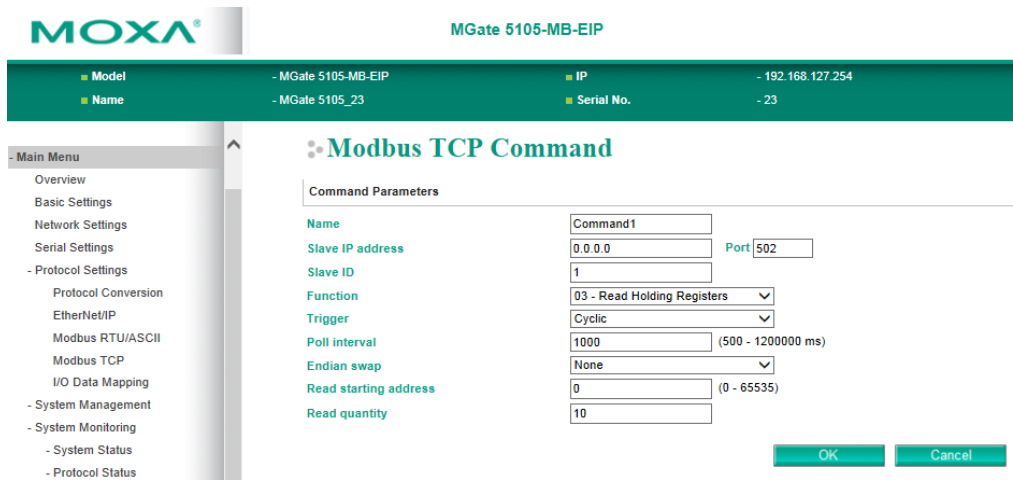 MOXA®
MGate 5105-MB-EIP
Model - MGate 5105-MB-EIP IP - 192.168.127.254
Name - MGate 5105_23 Serial No. - 23
- Main Menu
Overview
Basic Settings
Network Settings
Serial Settings
- Protocol Settings
Protocol Conversion
EtherNet/IP
Modbus RTU/ASCII
Modbus TCP
I/O Data Mapping
- System Management
- System Monitoring
- System Status
- Protocol Status
Modbus TCP Command
Command Parameters
Name Command1
Slave IP address 0.0.0.0 Port 502
Slave ID 1
Function 03 - Read Holding Registers
Trigger Cyclic
Poll interval 1000 (500 - 1200000 ms)
Endian swap None
Read starting address 0 (0 - 65535)
Read quantity 10
OK Cancel